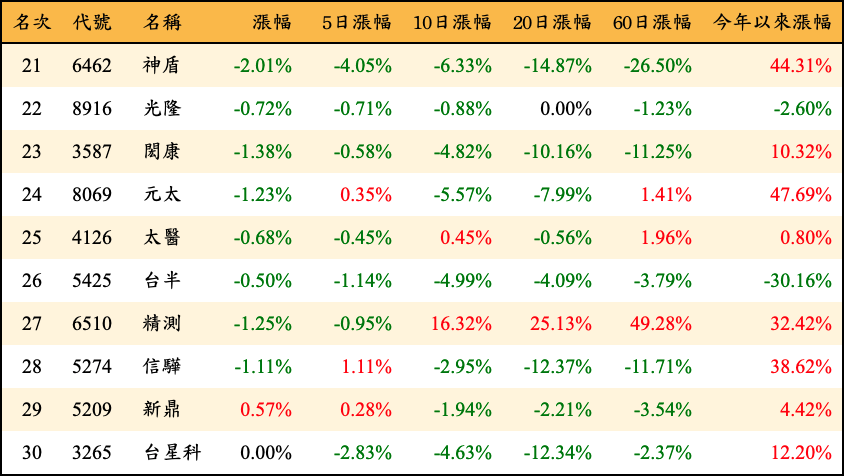 名次 代號 名稱 漲幅 5日漲幅 10日漲幅 20日漲幅 60日漲幅 今年以來漲幅
21 6462 神盾 -2.01% -4.05% -6.33% -14.87% -26.50% 44.31%
22 8916 光隆 -0.72% -0.71% -0.88% 0.00% -1.23% -2.60%
23 3587 閎康 -1.38% -0.58% -4.82% -10.16% -11.25% 10.32%
24 8069 元太 -1.23% 0.35% -5.57% -7.99% 1.41% 47.69%
25 4126 太醫 -0.68% -0.45% 0.45% -0.56% 1.96% 0.80%
26 5425 台半 -0.50% -1.14% -4.99% -4.09% -3.79% -30.16%
27 6510 精測 -1.25% -0.95% 16.32% 25.13% 49.28% 32.42%
28 5274 信驊 -1.11% 1.11% -2.95% -12.37% -11.71% 38.62%
29 5209 新鼎 0.57% 0.28% -1.94% -2.21% -3.54% 4.42%
30 3265 台星科 0.00% -2.83% -4.63% -12.34% -2.37% 12.20%